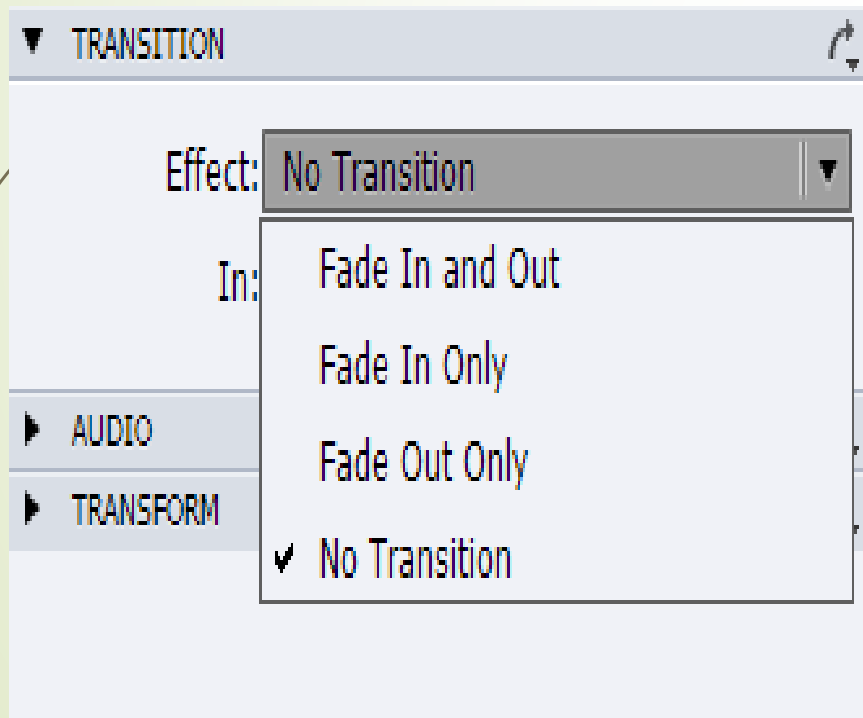 TRANSITION
Effect: No Transition
In:
Fade In and Out
Fade In Only
Fade Out Only
No Transition
AUDIO
TRANSFORM